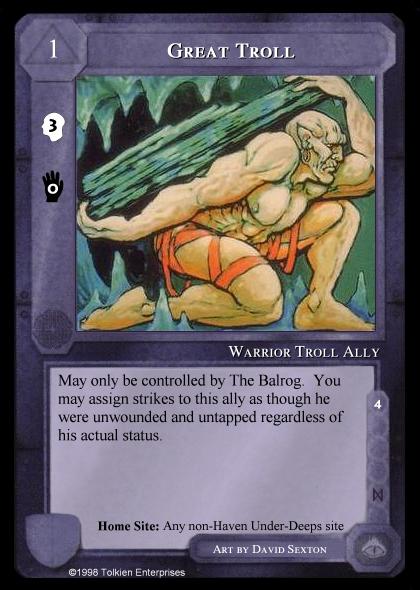 1
GREAT TROLL
3
0
WARRIOR TROLL ALLY
May only be controlled by The Balrog. You
may assign strikes to this ally as though he
were unwounded and untapped regardless of
his actual status.
4
Home Site: Any non-Haven Under-Deeps site
ART BY DAVID SEXTON
©1998 Tolkien Enterprises